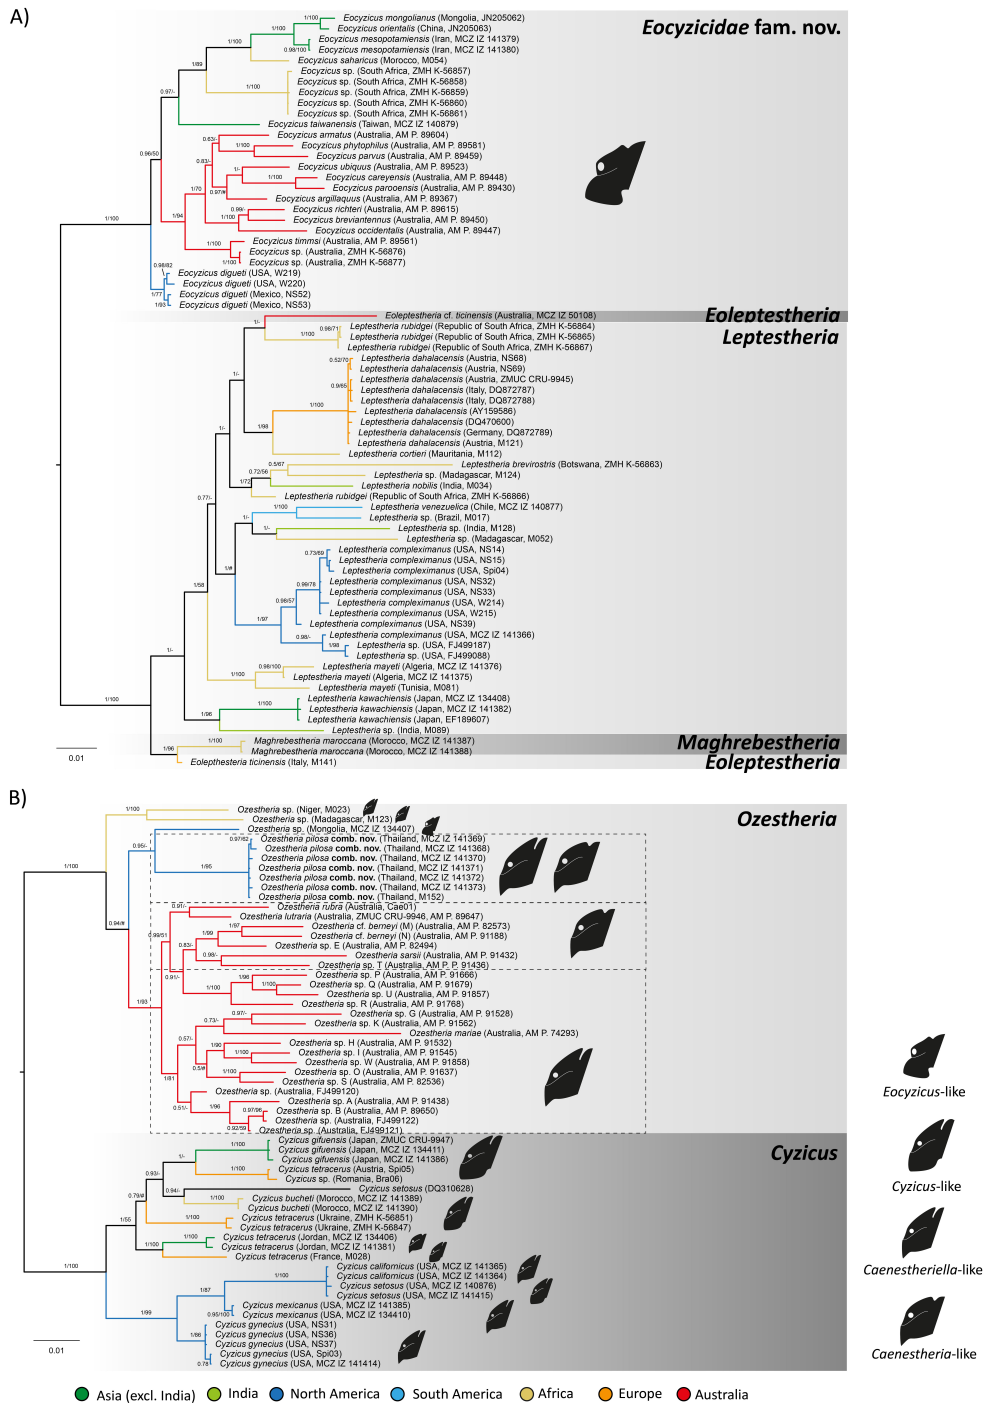 A)
Eocyzicidae fam. nov.
Eocyzicus mongolianus (Mongolia, JN205062)
Eocyzicus orientalis (China, JN205063)
Eocyzicus mesopotamiensis (Iran, MCZ IZ 141379)
Eocyzicus mesopotamiensis (Iran, MCZ IZ 141380)
Eocyzicus saharicus (Morocco, M054)
Eocyzicus sp. (South Africa, ZMH K-56857)
Eocyzicus sp. (South Africa, ZMH K-56858)
Eocyzicus sp. (South Africa, ZMH K-56859)
Eocyzicus sp. (South Africa, ZMH K-56860)
Eocyzicus sp. (South Africa, ZMH K-56861)
Eocyzicus taiwanensis (Taiwan, MCZ IZ 140879)
Eocyzicus armatus (Australia, AM P. 89604)
Eocyzicus phytophilus (Australia, AM P. 89581)
Eocyzicus parvus (Australia, AM P. 89459)
Eocyzicus ubiquus (Australia, AM P. 89523)
Eocyzicus careyensis (Australia, AM P. 89448)
Eocyzicus parooensis (Australia, AM P. 89430)
Eocyzicus argillaquus (Australia, AM P. 89367)
Eocyzicus richteri (Australia, AM P. 89615)
Eocyzicus breviantennus (Australia, AM P. 89450)
Eocyzicus occidentalis (Australia, AM P. 89447)
Eocyzicus timmsi (Australia, AM P. 89561)
Eocyzicus sp. (Australia, ZMH K-56876)
Eocyzicus sp. (Australia, ZMH K-56877)
Eocyzicus digueti (USA, W219)
Eocyzicus digueti (USA, W220)
Eocyzicus digueti (Mexico, NS52)
Eocyzicus digueti (Mexico, NS53)
Eoleptestheria cf. ticinensis (Australia, MCZ IZ 50108)
Eoleptestheria
Leptestheria
Leptestheria rubidgei (Republic of South Africa, ZMH K-56864)
Leptestheria rubidgei (Republic of South Africa, ZMH K-56865)
Leptestheria rubidgei (Republic of South Africa, ZMH K-56867)
Leptestheria dahalacensis (Austria, NS68)
Leptestheria dahalacensis (Austria, NS69)
Leptestheria dahalacensis (Austria, ZMUC CRU-9945)
Leptestheria dahalacensis (Italy, DQ872787)
Leptestheria dahalacensis (Italy, DQ872788)
Leptestheria dahalacensis (AY159586)
Leptestheria dahalacensis (DQ470600)
Leptestheria dahalacensis (Germany, DQ872789)
Leptestheria dahalacensis (Austria, M121)
Leptestheria cortieri (Mauritania, M112)
Leptestheria brevirostris (Botswana, ZMH K-56863)
Leptestheria sp. (Madagascar, M124)
Leptestheria nobilis (India, M034)
Leptestheria rubidgei (Republic of South Africa, ZMH K-56866)
Leptestheria venezuelica (Chile, MCZ IZ 140877)
Leptestheria sp. (Brazil, M017)
Leptestheria sp. (India, M128)
Leptestheria sp. (Madagascar, M052)
Leptestheria compleximanus (USA, NS14)
Leptestheria compleximanus (USA, NS15)
Leptestheria compleximanus (USA, Spi04)
Leptestheria compleximanus (USA, NS32)
Leptestheria compleximanus (USA, NS33)
Leptestheria compleximanus (USA, W214)
Leptestheria compleximanus (USA, W215)
Leptestheria compleximanus (USA, NS39)
Leptestheria compleximanus (USA, MCZ IZ 141366)
Leptestheria sp. (USA, FJ499187)
Leptestheria sp. (USA, FJ499088)
Leptestheria mayeti (Algeria, MCZ IZ 141376)
Leptestheria mayeti (Algeria, MCZ IZ 141375)
Leptestheria mayeti (Tunisia, M081)
Leptestheria kawachiensis (Japan, MCZ IZ 134408)
Leptestheria kawachiensis (Japan, MCZ IZ 141382)
Leptestheria kawachiensis (Japan, EF189607)
Leptestheria sp. (India, M089)
Maghrebestheria maroccana (Morocco, MCZ IZ 141387)
Maghrebestheria maroccana (Morocco, MCZ IZ 141388)
Maghrebestheria
Eolepthesteria ticinensis (Italy, M141)
Eoleptestheria
0.01
B)
Ozestheria
Ozestheria sp. (Niger, M023)
Ozestheria sp. (Madagascar, M123)
Ozestheria sp. (Mongolia, MCZ IZ 134407)
Ozestheria pilosa comb. nov. (Thailand, MCZ IZ 141369)
Ozestheria pilosa comb. nov. (Thailand, MCZ IZ 141368)
Ozestheria pilosa comb. nov. (Thailand, MCZ IZ 141370)
Ozestheria pilosa comb. nov. (Thailand, MCZ IZ 141371)
Ozestheria pilosa comb. nov. (Thailand, MCZ IZ 141372)
Ozestheria pilosa comb. nov. (Thailand, MCZ IZ 141373)
Ozestheria pilosa comb. nov. (Thailand, M152)
Ozestheria rubra (Australia, Cae01)
Ozestheria lutraria (Australia, ZMUC CRU-9946, AM P. 89647)
Ozestheria cf. berneyi (M) (Australia, AM P. 82573)
Ozestheria cf. berneyi (N) (Australia, AM P. 91188)
Ozestheria sp. E (Australia, AM P. 82494)
Ozestheria sarsii (Australia, AM P. 91432)
Ozestheria sp. T (Australia, AM P. P. 91436)
Ozestheria sp. P (Australia, AM P. 91666)
Ozestheria sp. Q (Australia, AM P. 91679)
Ozestheria sp. U (Australia, AM P. 91857)
Ozestheria sp. R (Australia, AM P. 91768)
Ozestheria sp. G (Australia, AM P. 91528)
Ozestheria sp. K (Australia, AM P. 91562)
Ozestheria mariae (Australia, AM P. 74293)
Ozestheria sp. H (Australia, AM P. 91532)
Ozestheria sp. I (Australia, AM P. 91545)
Ozestheria sp. W (Australia, AM P. 91858)
Ozestheria sp. O (Australia, AM P. 91637)
Ozestheria sp. S (Australia, AM P. 82536)
Ozestheria sp. (Australia, FJ499120)
Ozestheria sp. A (Australia, AM P. 91438)
Ozestheria sp. B (Australia, AM P. 89650)
Ozestheria sp. (Australia, FJ499122)
Ozestheria sp. (Australia, FJ499121)
Cyzicus
Cyzicus gifuensis (Japan, ZMUC CRU-9947)
Cyzicus gifuensis (Japan, MCZ IZ 134411)
Cyzicus gifuensis (Japan, MCZ IZ 141386)
Cyzicus tetracerus (Austria, Spi05)
Cyzicus sp. (Romania, Bra06)
Cyzicus setosus (DQ310628)
Cyzicus bucheti (Morocco, MCZ IZ 141389)
Cyzicus bucheti (Morocco, MCZ IZ 141390)
Cyzicus tetracerus (Ukraine, ZMH K-56851)
Cyzicus tetracerus (Ukraine, ZMH K-56847)
Cyzicus tetracerus (Jordan, MCZ IZ 134406)
Cyzicus tetracerus (Jordan, MCZ IZ 141381)
Cyzicus tetracerus (France, M028)
Cyzicus californicus (USA, MCZ IZ 141365)
Cyzicus californicus (USA, MCZ IZ 141364)
Cyzicus setosus (USA, MCZ IZ 140876)
Cyzicus setosus (USA, MCZ IZ 141415)
Cyzicus mexicanus (USA, MCZ IZ 141385)
Cyzicus mexicanus (USA, MCZ IZ 134410)
Cyzicus gynecius (USA, NS31)
Cyzicus gynecius (USA, NS36)
Cyzicus gynecius (USA, NS37)
Cyzicus gynecius (USA, Spi03)
Cyzicus gynecius (USA, MCZ IZ 141414)
0.01
Eocyzicus-like
Cyzicus-like
Caenestheriella-like
Caenestheria-like
Asia (excl. India)
India
North America
South America
Africa
Europe
Australia